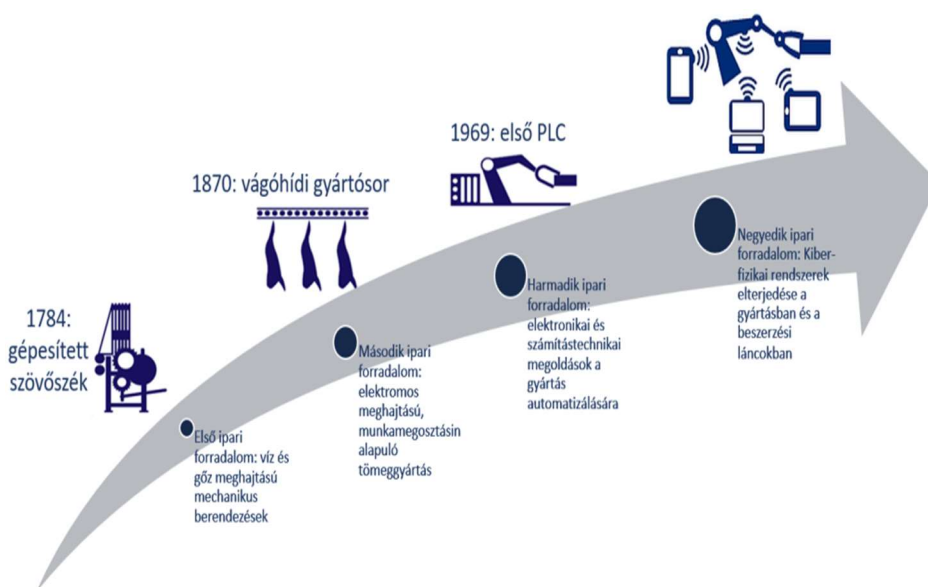 1784:
gépesített
szövőszék
Első ipari
forradalom: víz és
gőz meghajtású
mechanikus
berendezések
1870: vágóhídi gyártósor
Második ipari
forradalom:
elektromos
meghajtású,
munkamegosztásin
alapuló
tömeggyártás
1969: első PLC
Harmadik ipari
forradalom:
elektronikai és
számítástechnikai
megoldások a
gyártás
automatizálására
Negyedik ipari
forradalom: Kiber-
fizikai rendszerek
elterjedése a
gyártásban és a
beszerzési
láncokban